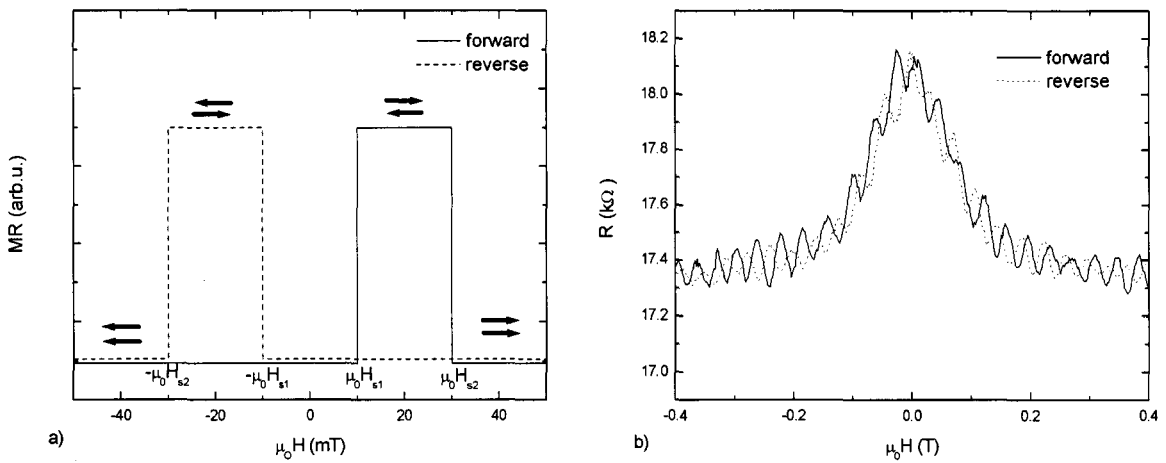 MR (arb.u.)
forward
reverse
-μ₀Hₛ₂
-μ₀Hₛ₁
μ₀Hₛ₁
μ₀Hₛ₂
-40
-20
0
20
40
a)
μ₀H (mT)
R (kΩ)
18.2
18.0
17.8
17.6
17.4
17.2
17.0
forward
reverse
-0.4
-0.2
0.0
0.2
0.4
b)
μ₀H (T)